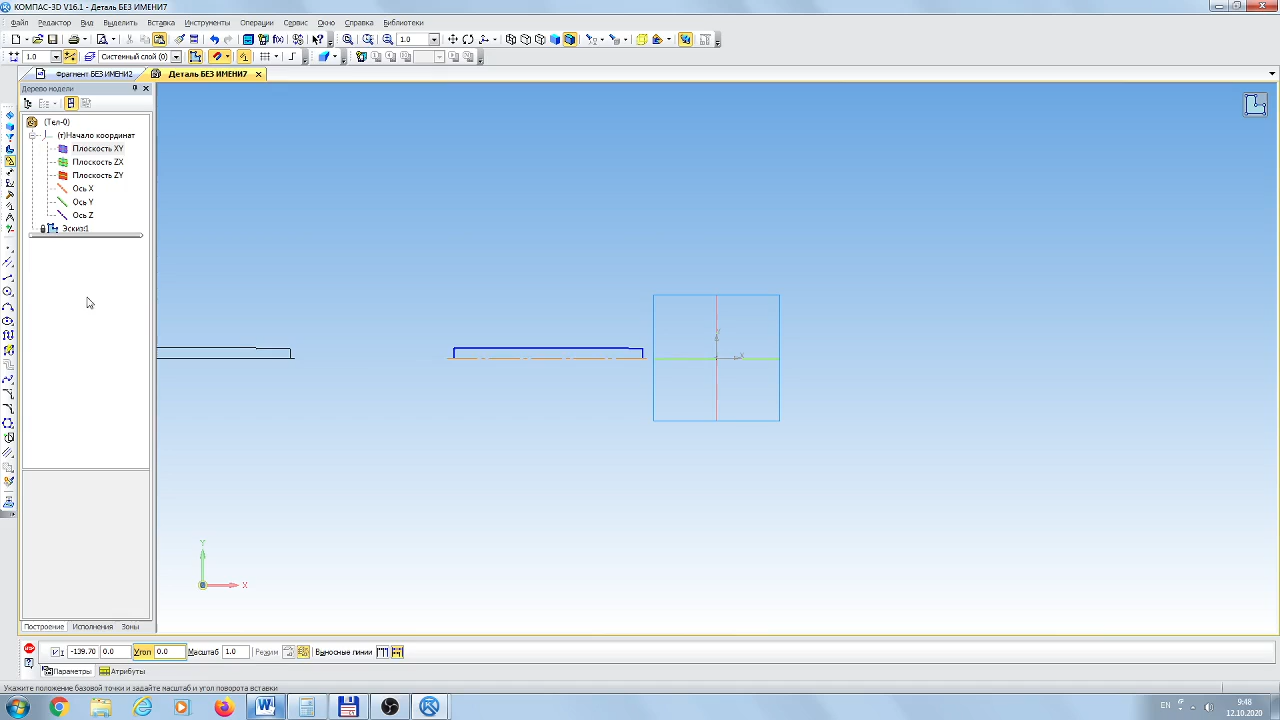 КОМПАС-3D V16.1 - Деталь БЕЗ ИМЕНИ7
Файл Редактор Вид Выделить Вставка Инструменты Операции Сервис Окно Справка Библиотеки
1.0
1.0 Системный слой (0)
Фрагмент БЕЗ ИМЕНИ2 Деталь БЕЗ ИМЕНИ7
Дерево модели
(Тел-0)
(т)Начало координат
Плоскость XY
Плоскость ZX
Плоскость ZY
Ось X
Ось Y
Ось Z
Эскиз:1
Y
X
Y
X
Построение Исполнения Зоны
-139.70 0.0 Угол 0.0 Масштаб 1.0 Режим Выносные линии
Параметры Атрибуты
Укажите положение базовой точки и задайте масштаб и угол поворота вставки
EN 9:48
12.10.2020